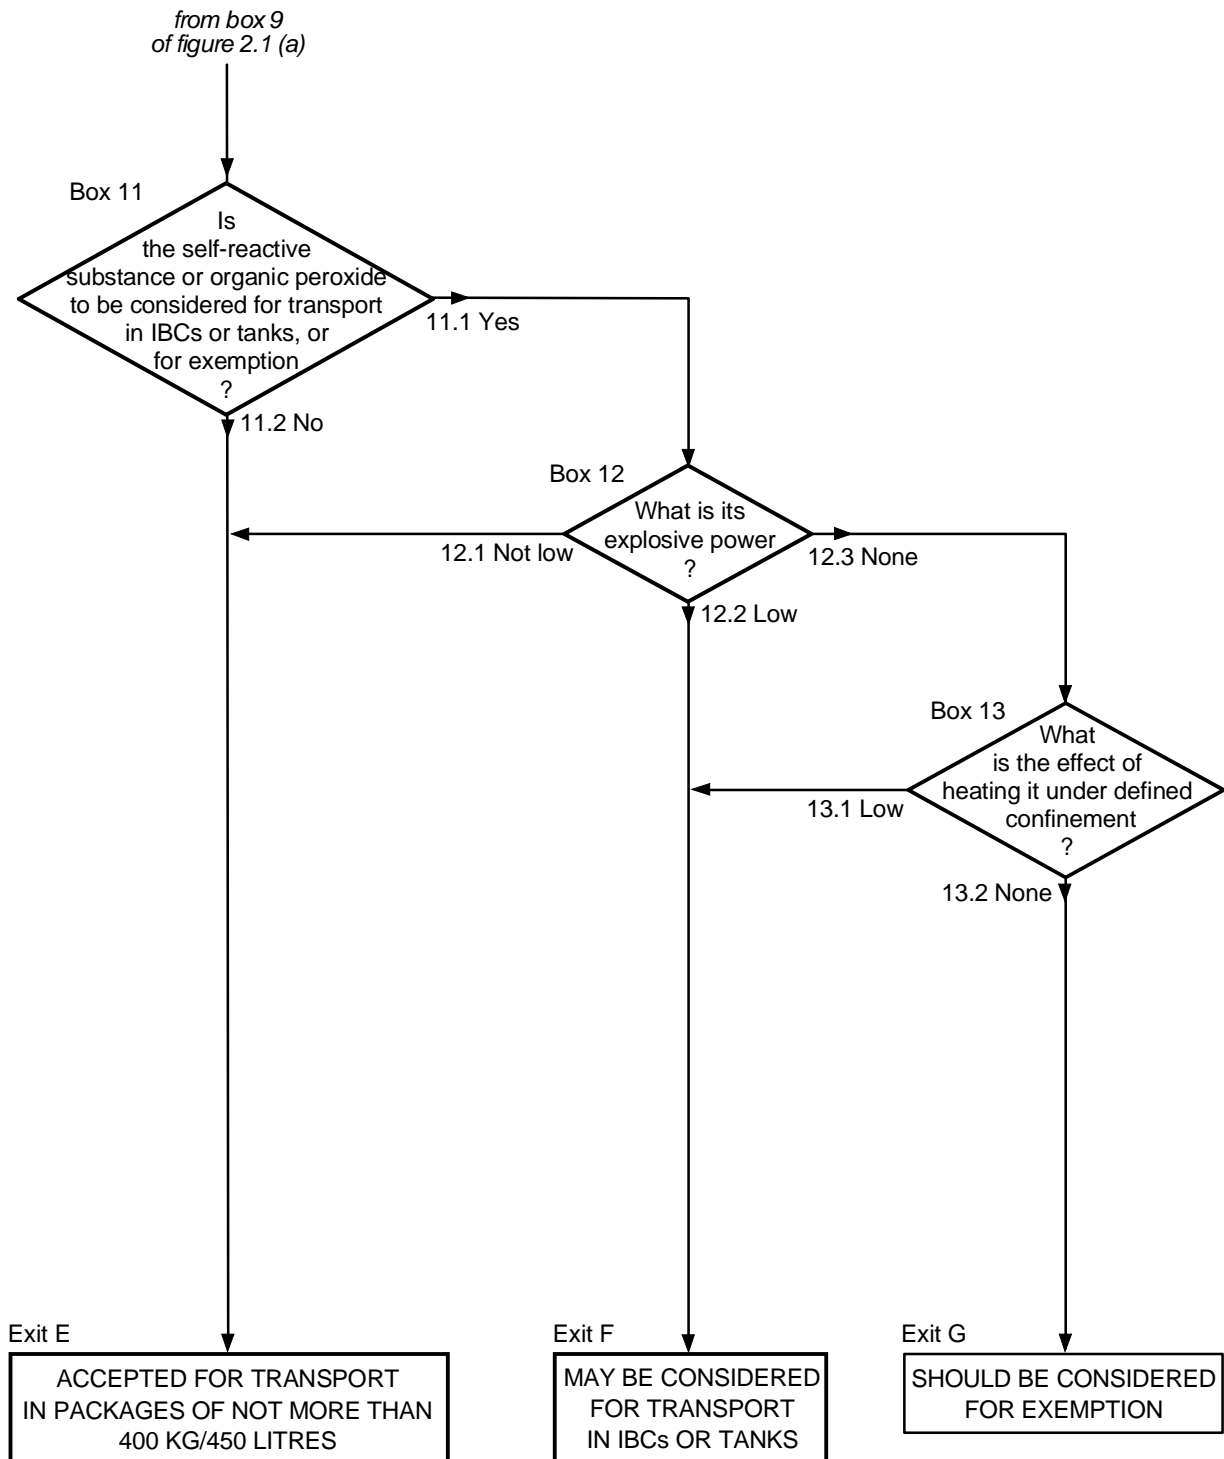 from box 9
of figure 2.1 (a)
Box 11
Is
the self-reactive
substance or organic peroxide
to be considered for transport
in IBCs or tanks, or
for exemption
?
11.1 Yes
11.2 No
Box 12
What is its
explosive power
?
12.1 Not low
12.3 None
12.2 Low
Box 13
What
is the effect of
heating it under defined
confinement
?
13.1 Low
13.2 None
Exit E
ACCEPTED FOR TRANSPORT
IN PACKAGES OF NOT MORE THAN
400 KG/450 LITRES
Exit F
MAY BE CONSIDERED
FOR TRANSPORT
IN IBCs OR TANKS
Exit G
SHOULD BE CONSIDERED
FOR EXEMPTION